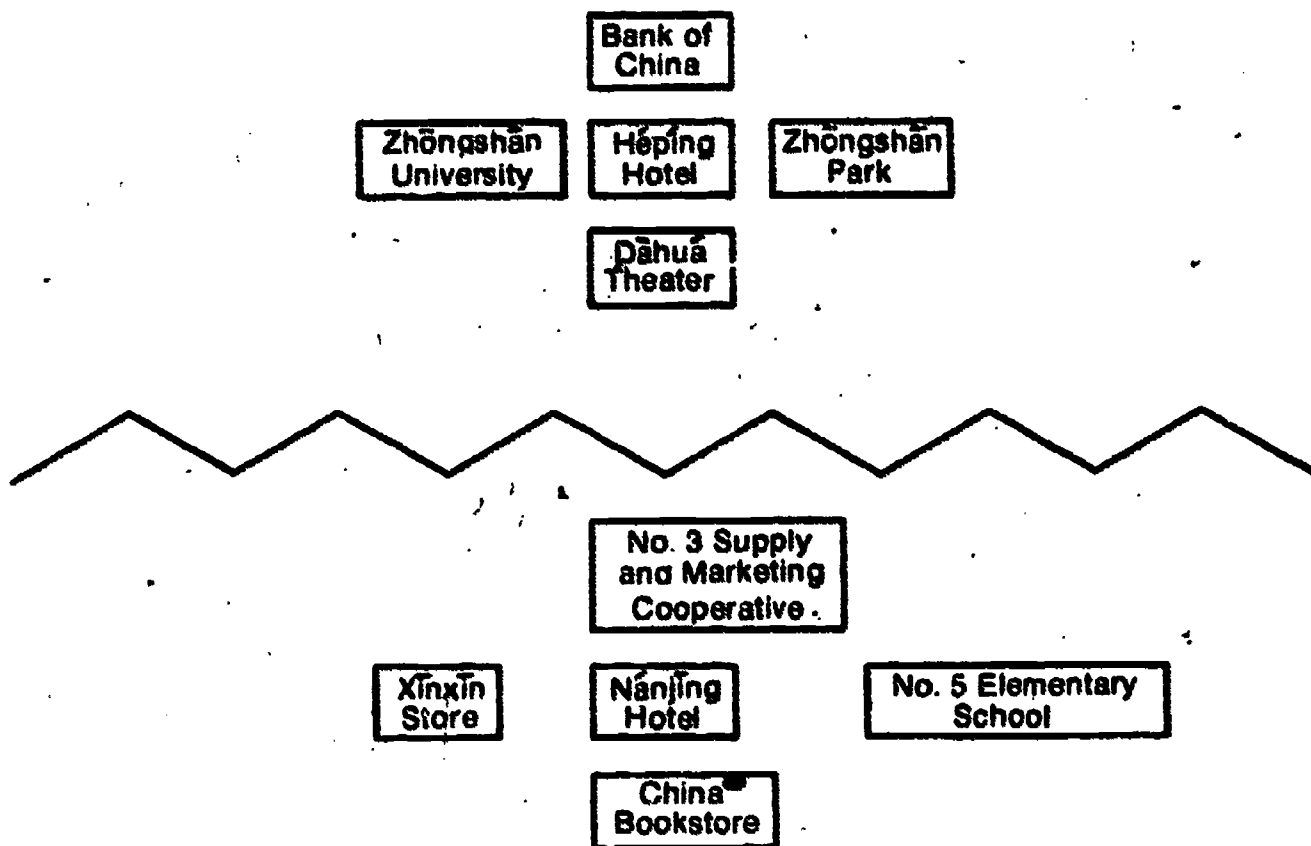 Bank of
China
Zhōngshān
University
Hépíng
Hotel
Zhōngshān
Park
Dàhuá
Theater
No. 3 Supply
and Marketing
Cooperative
Xīnxīn
Store
Nánjīng
Hotel
No. 5 Elementary
School
China
Bookstore